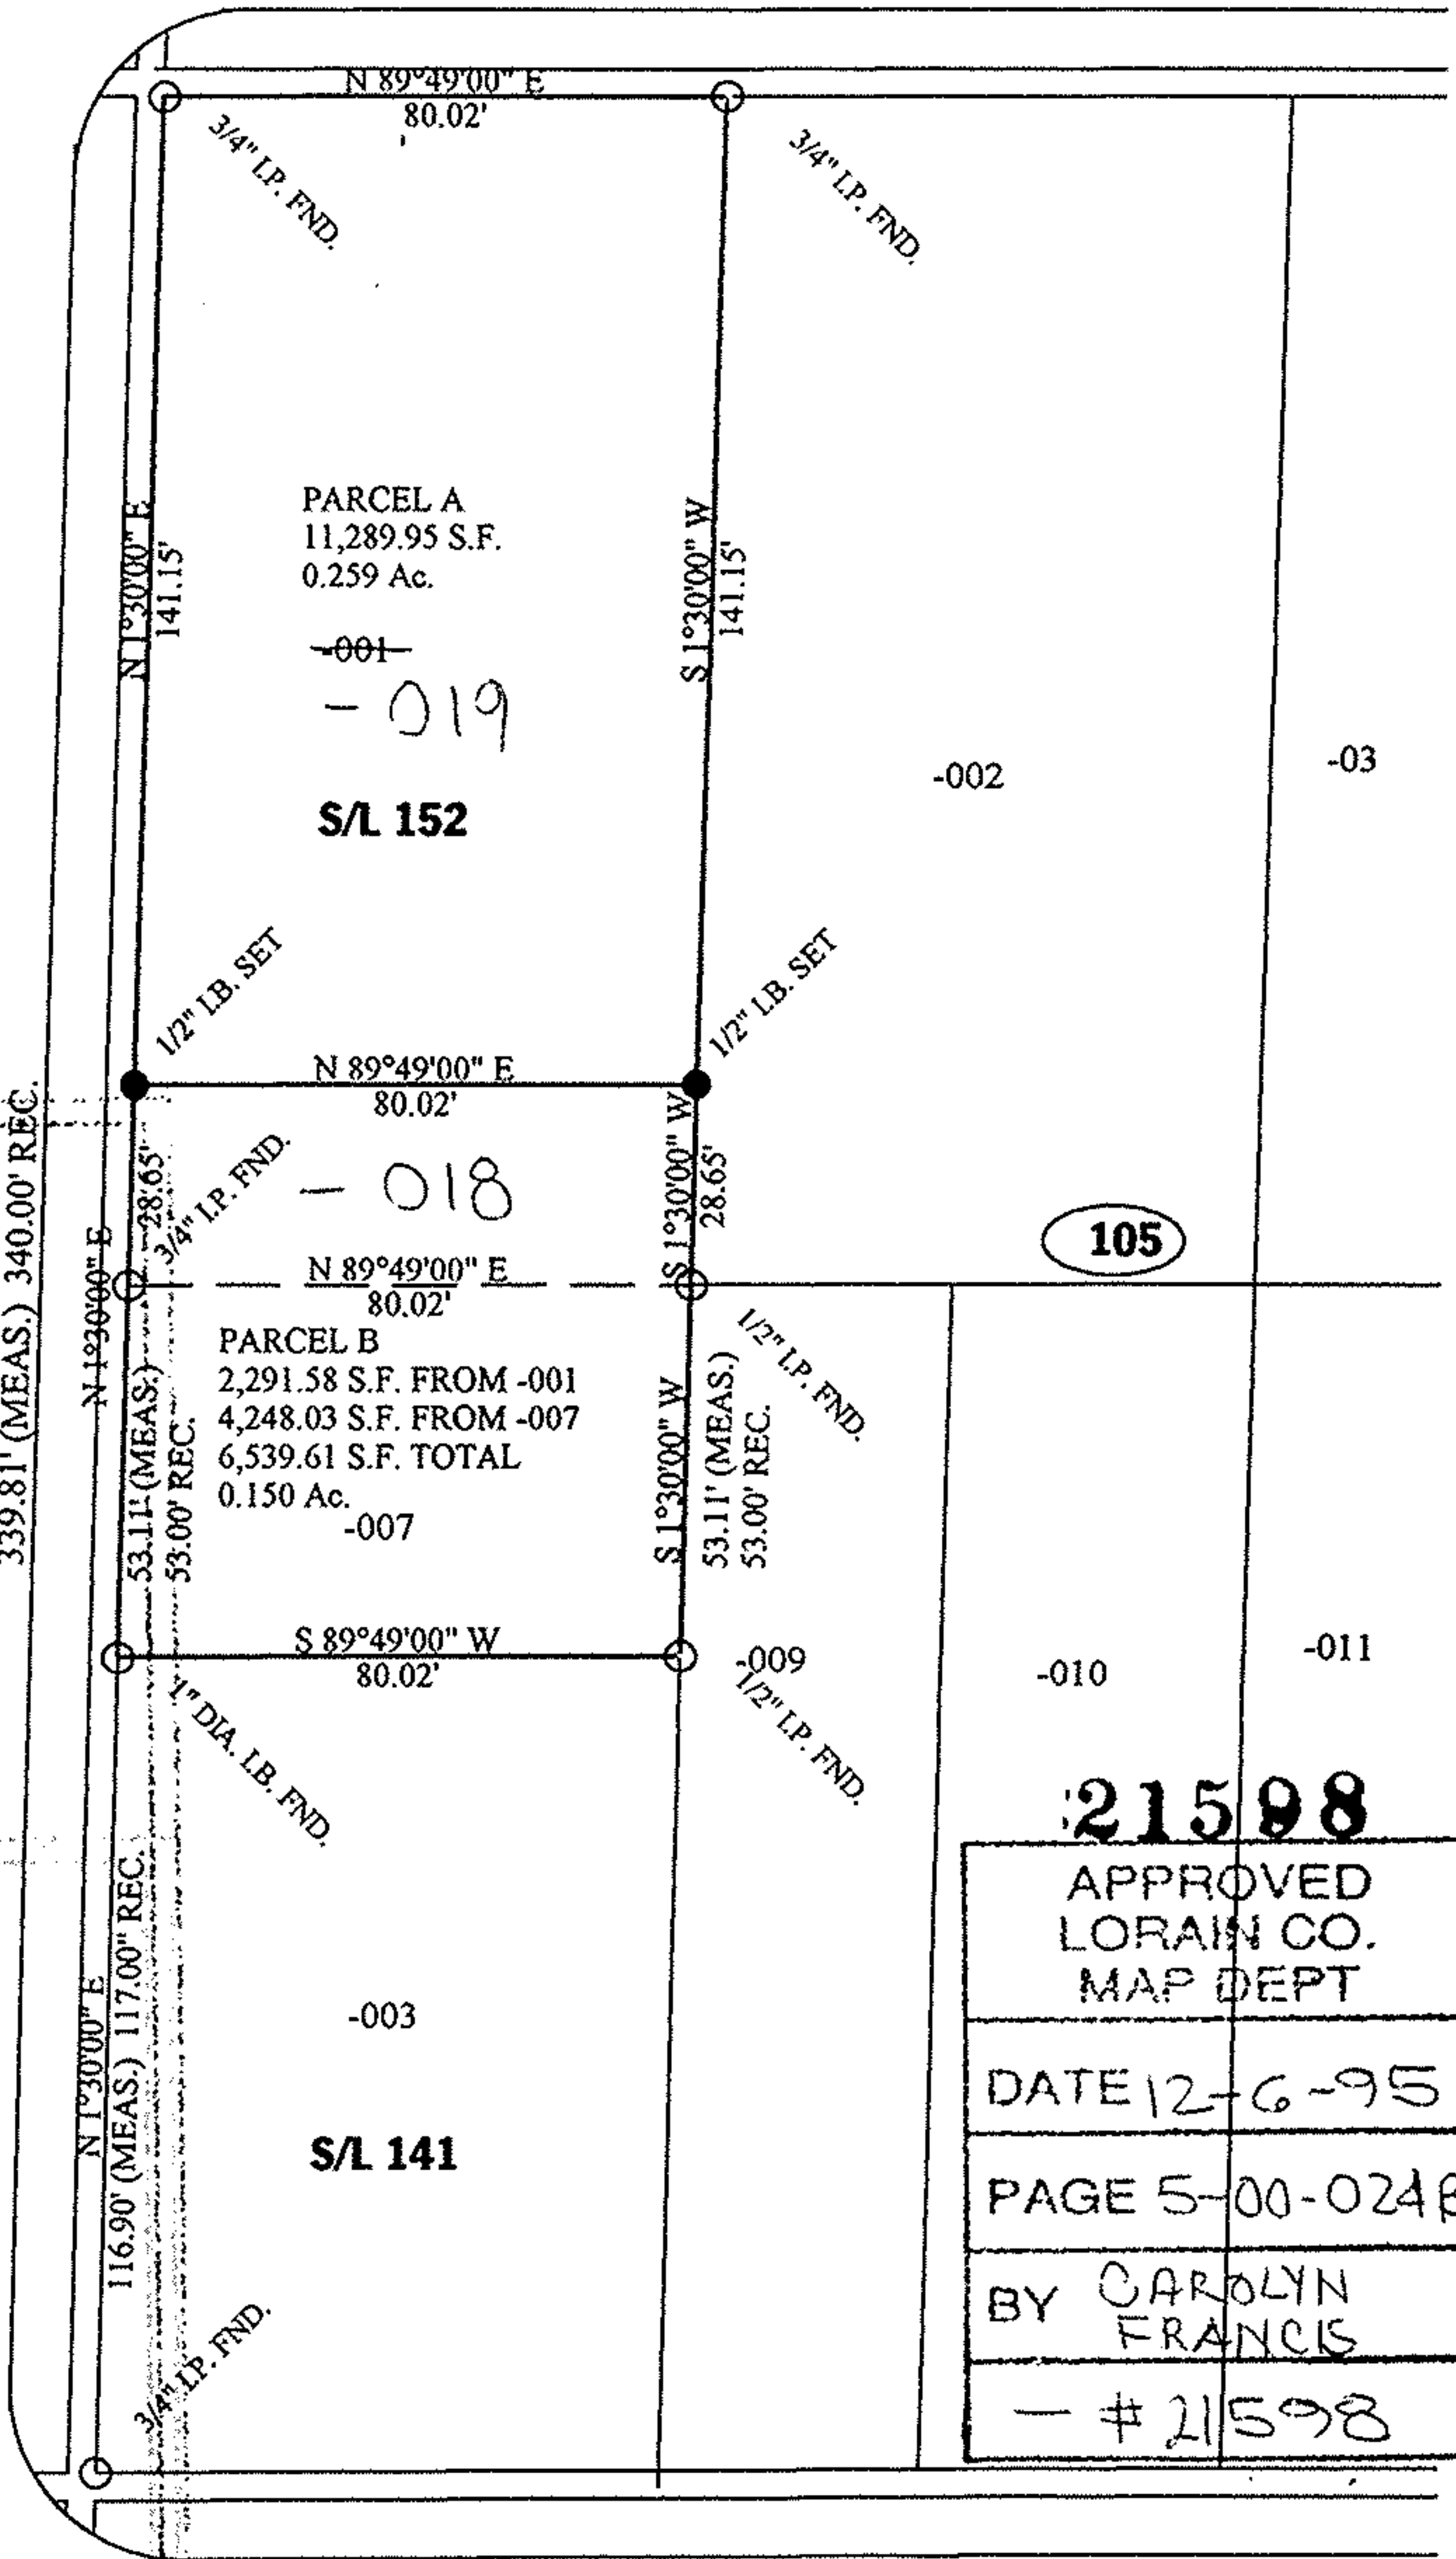 N 89°49'00" E
80.02'
3/4" I.P. FND.
3/4" I.P. FND.
N 1°30'00" E
141.15'
PARCEL A
11,289.95 S.F.
0.259 Ac.
-001
- 019
S/L 152
S 1°30'00" W
141.15'
-002
-03
1/2" I.B. SET
1/2" I.B. SET
N 89°49'00" E
80.02'
339.81' (MEAS.) 340.00' REC.
N 1°30'00" E
28.65'
3/4" I.P. FND.
- 018
S 1°30'00" W
28.65'
105
N 89°49'00" E
80.02'
1/2" I.P. FND.
PARCEL B
2,291.58 S.F. FROM -001
4,248.03 S.F. FROM -007
6,539.61 S.F. TOTAL
0.150 Ac.
-007
53.11' (MEAS.)
53.00' REC.
S 1°30'00" W
53.11' (MEAS.)
53.00' REC.
S 89°49'00" W
80.02'
1" DIA. I.B. FND.
-009
1/2" I.P. FND.
-010
-011
N 1°30'00" E
116.90' (MEAS.) 117.00" REC.
-003
S/L 141
3/4" I.P. FND.
21598
APPROVED
LORAIN CO.
MAP DEPT
DATE 12-6-95
PAGE 5-00-024B
BY CAROLYN
FRANCIS
- # 21598